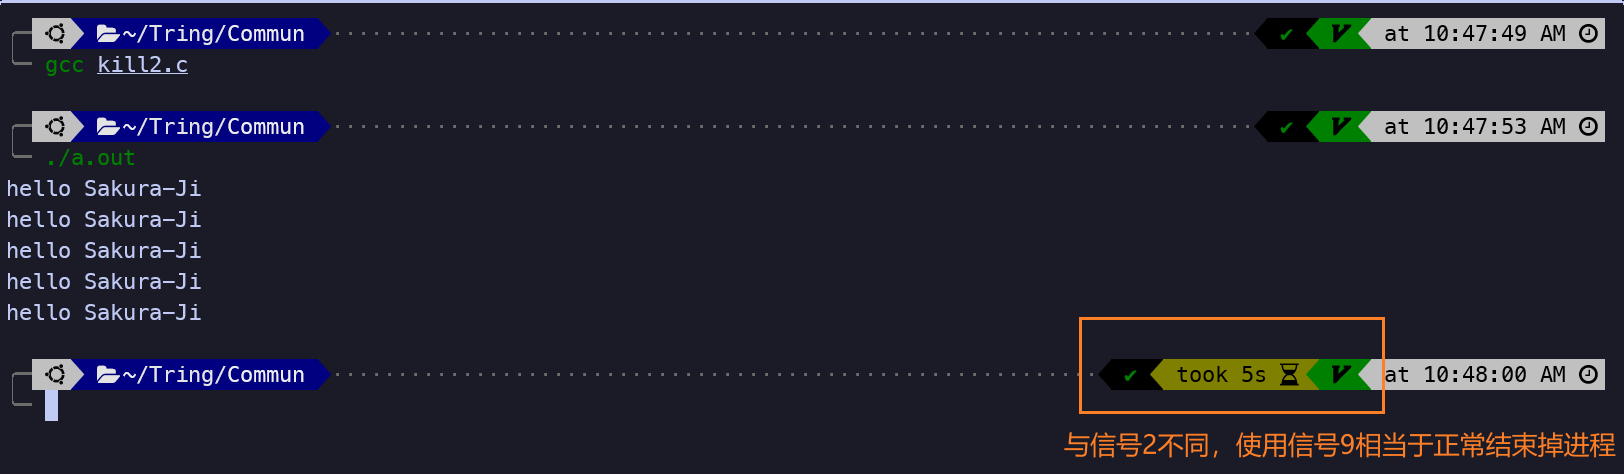 ~/Tring/Commun ✔ V at 10:47:49 AM
gcc kill2.c
~/Tring/Commun ✔ V at 10:47:53 AM
./a.out
hello Sakura-Ji
hello Sakura-Ji
hello Sakura-Ji
hello Sakura-Ji
hello Sakura-Ji
~/Tring/Commun ✔ took 5s V at 10:48:00 AM
与信号2不同，使用信号9相当于正常结束掉进程